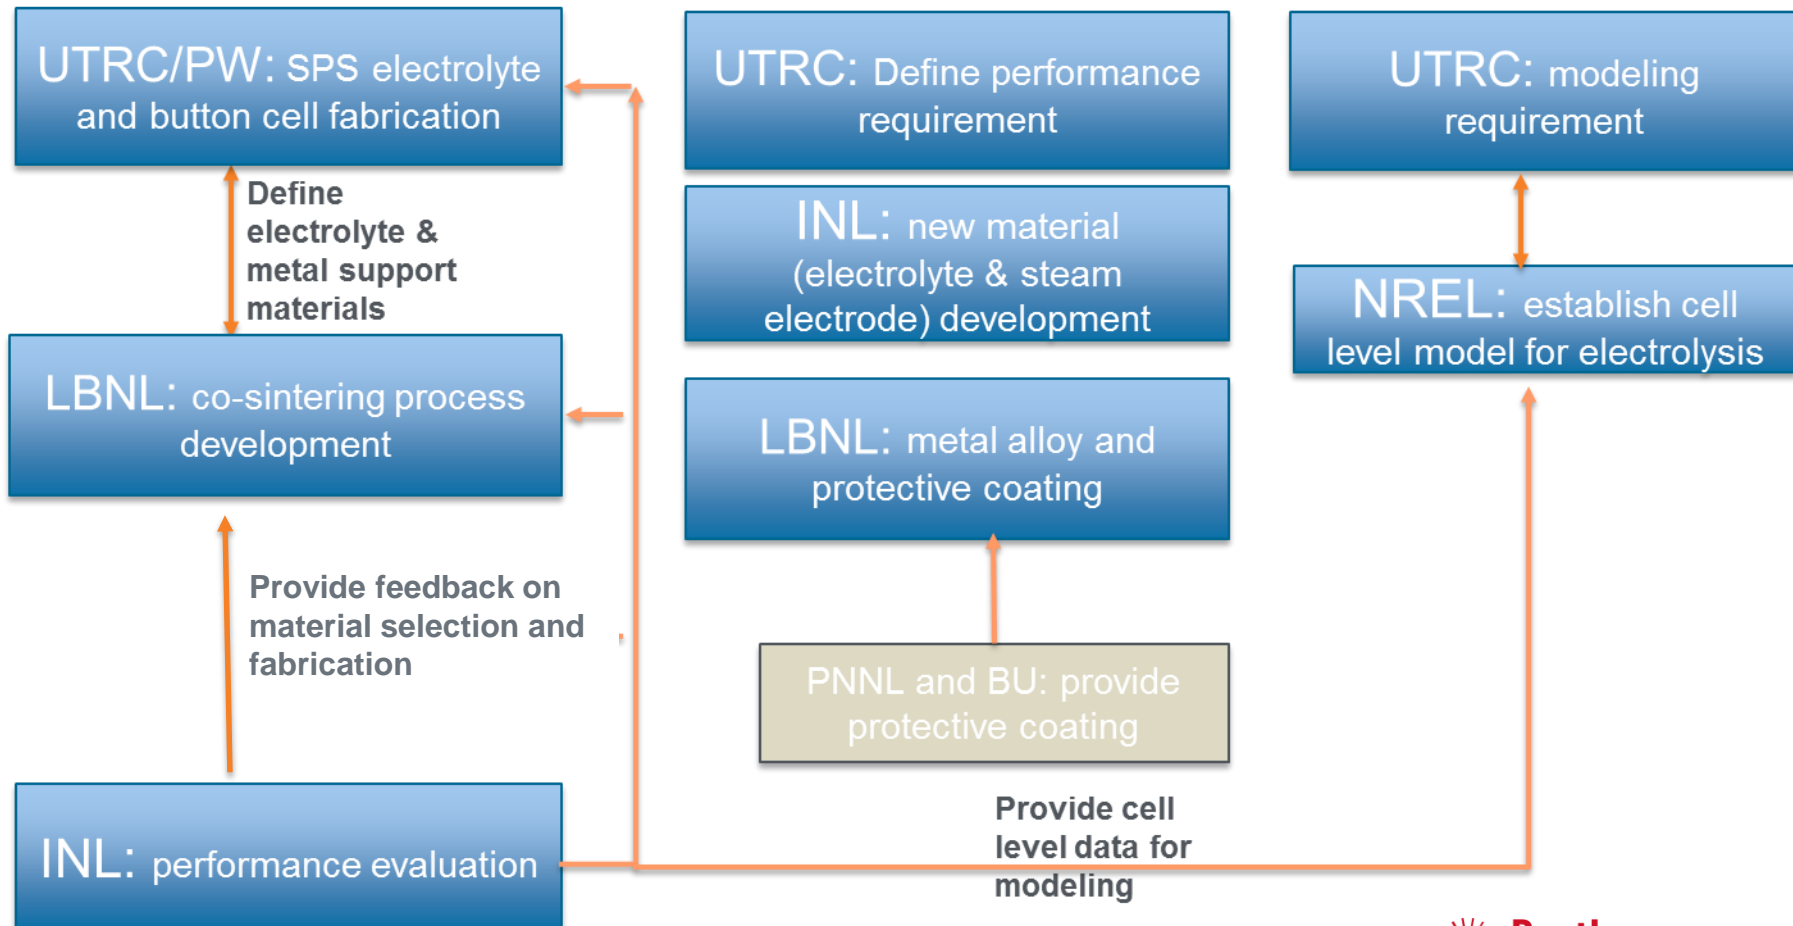 UTRC/PW: SPS electrolyte
and button cell fabrication
Define
electrolyte &
metal support
materials
LBNL: co-sintering process
development
Provide feedback on
material selection and
fabrication
INL: performance evaluation
UTRC: Define performance
requirement
INL: new material
(electrolyte & steam
electrode) development
LBNL: metal alloy and
protective coating
PNNL and BU: provide
protective coating
Provide cell
level data for
modeling
UTRC: modeling
requirement
NREL: establish cell
level model for electrolysis